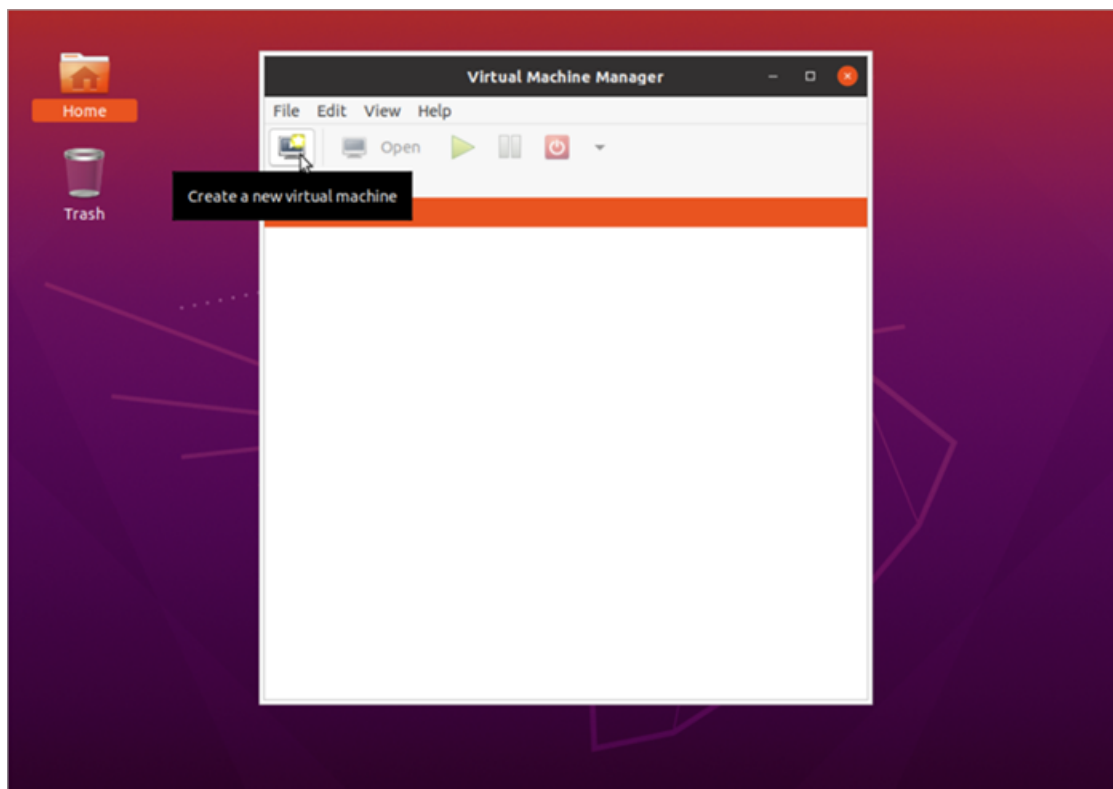 Home
Trash
Virtual Machine Manager
File Edit View Help
Open
Create a new virtual machine